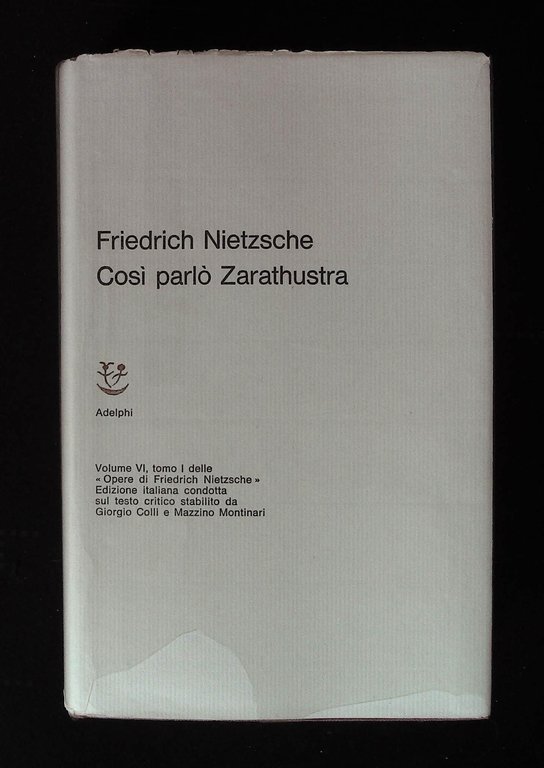 Friedrich Nietzsche
Così parlò Zarathustra
Adelphi
Volume VI, tomo I delle
« Opere di Friedrich Nietzsche »
Edizione italiana condotta
sul testo critico stabilito da
Giorgio Colli e Mazzino Montinari